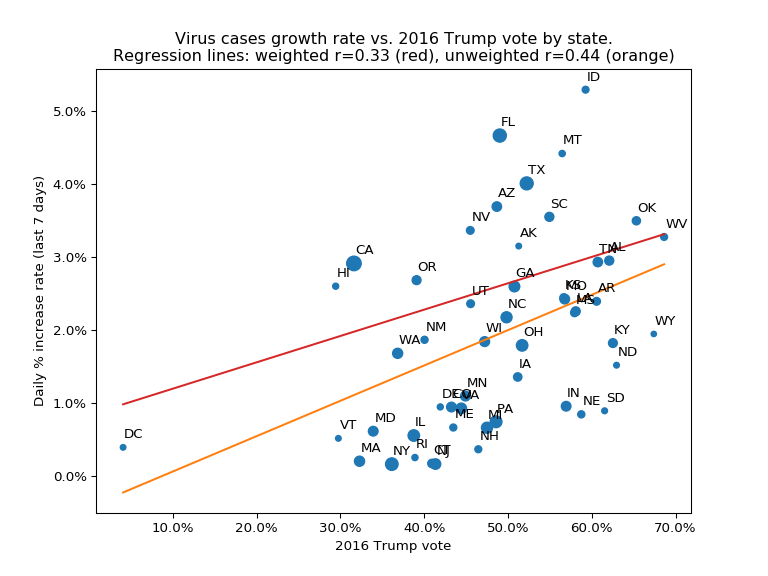 Virus cases growth rate vs. 2016 Trump vote by state.
Regression lines: weighted r=0.33 (red), unweighted r=0.44 (orange)
ID
5.0%
FL
MT
4.0%
TX
AZ
SC
OK
NV
WV
AK
3.0%
TN
AL
CA
OR
HI
GA
KS
MO
AR
UT
LA
MS
NC
2.0%
WY
WI
NM
OH
KY
WA
ND
IA
MN
1.0%
DE
CO
VA
IN
NE
SD
ME
MI
PA
VT
MD
IL
DC
MA
NY
RI
CT
NJ
NH
0.0%
Daily % increase rate (last 7 days)
10.0%
20.0%
30.0%
40.0%
50.0%
60.0%
70.0%
2016 Trump vote